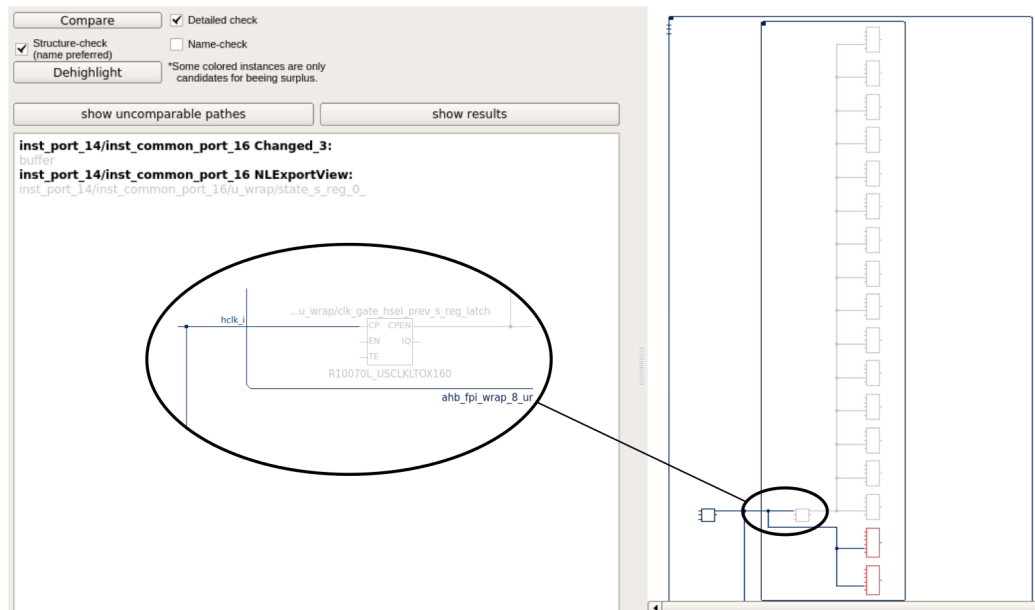 Compare
Detailed check
Structure-check
(name preferred)
Name-check
Dehighlight
*Some colored instances are only
candidates for beeing surplus.
show uncomparable pathes
show results
inst_port_14/inst_common_port_16 Changed_3:
buffer
inst_port_14/inst_common_port_16 NLExportView:
inst_port_14/inst_common_port_16/u_wrap/state_s_reg_0_
...u_wrap/clk_gate_hsel_prev_s_reg_latch
hclk_i
CP CPEN
EN IQ
TE
R10070L_USCLKLTOX160
ahb_fpi_wrap_8_ur